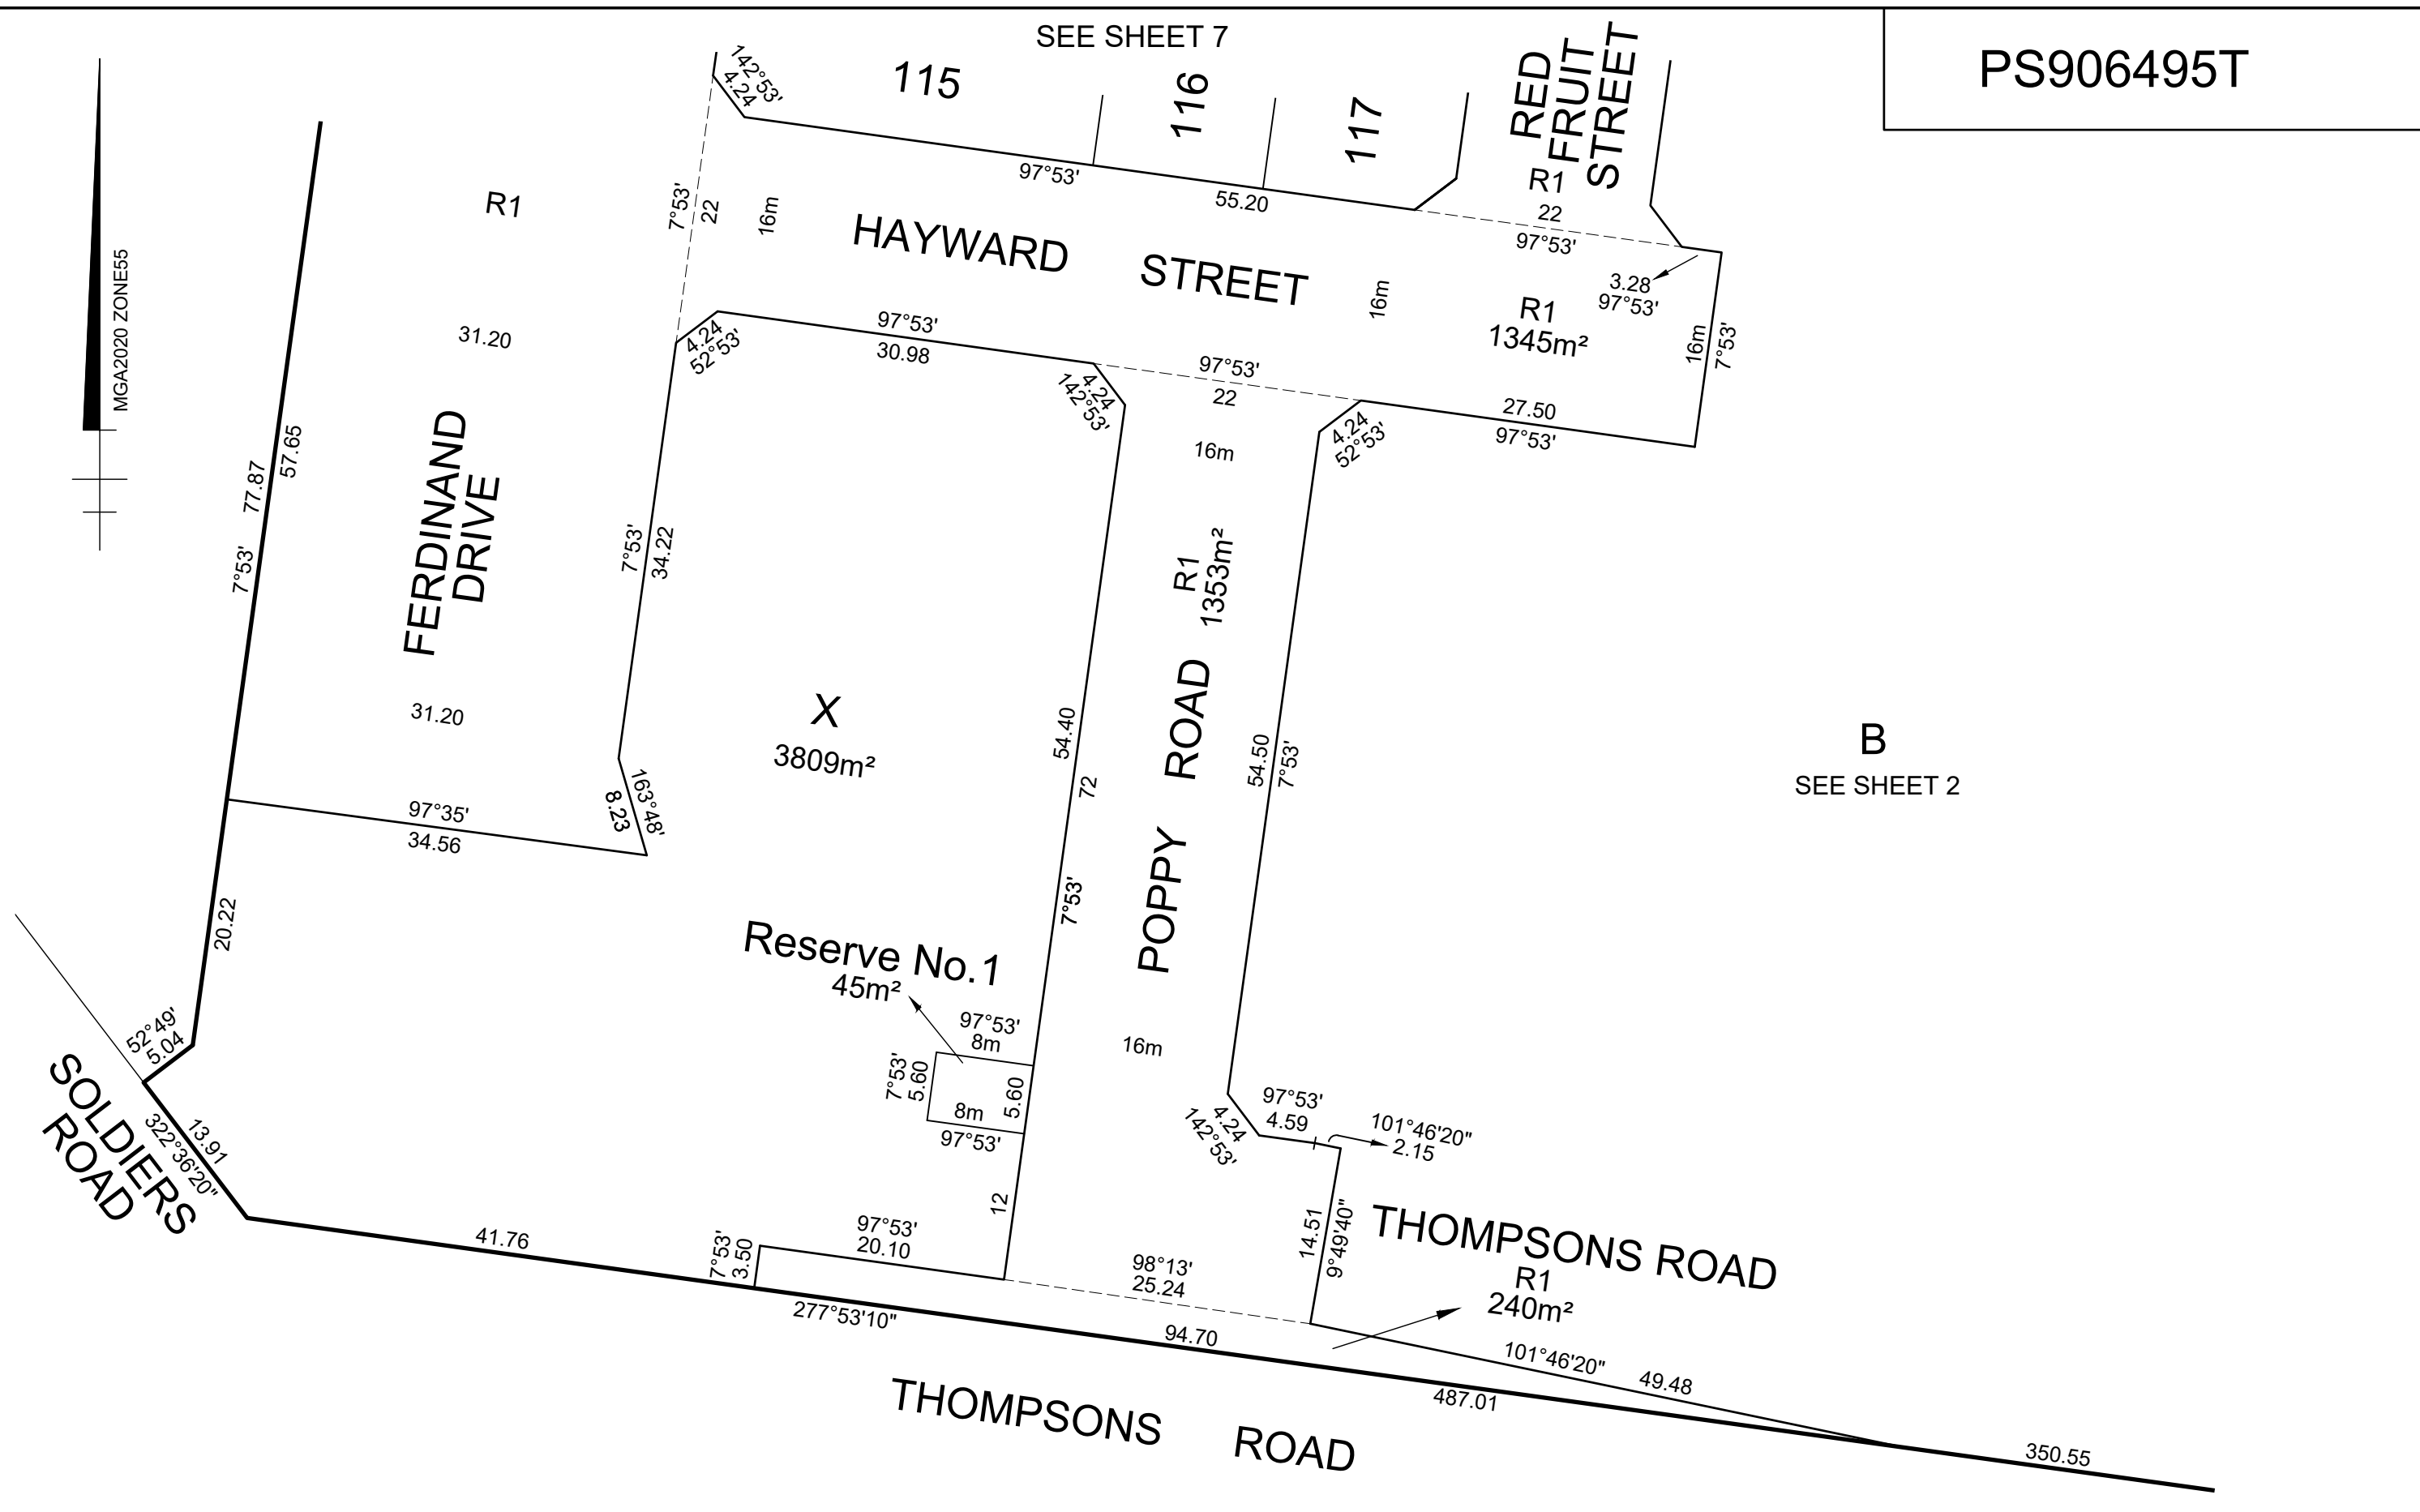 SEE SHEET 7
PS906495T
MGA2020 ZONE55
142°53'
4.24
115
116
117
RED
FRUIT
STREET
R1
22
97°53'
R1
7°53'
22
16m
97°53'
55.20
HAYWARD STREET
16m
3.28
97°53'
R1
1345m²
16m
7°53'
31.20
4.24
52°53'
97°53'
30.98
4.24
142°53'
97°53'
22
16m
4.24
52°53'
27.50
97°53'
77.87
57.65
7°53'
FERDINAND
DRIVE
7°53'
34.22
R1
1353m²
31.20
X
3809m²
54.40
72
7°53'
POPPY ROAD
54.50
7°53'
B
SEE SHEET 2
97°35'
34.56
163°48'
8.23
20.22
Reserve No.1
45m²
97°53'
8m
7°53'
5.60
5.60
8m
97°53'
16m
52°49'
5.04
SOLDIERS
ROAD
13.91
322°36'20"
4.24
142°53'
97°53'
4.59
101°46'20"
2.15
12
14.51
9°49'40"
41.76
7°53'
3.50
97°53'
20.10
98°13'
25.24
THOMPSONS ROAD
R1
240m²
277°53'10"
94.70
101°46'20"
49.48
487.01
350.55
THOMPSONS ROAD